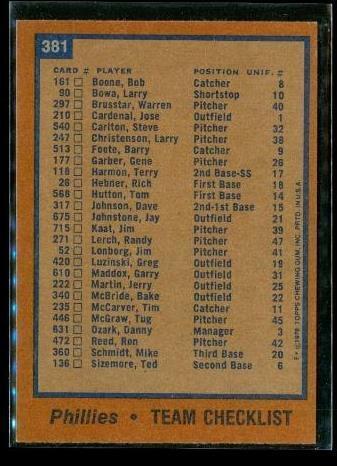 381
CARD # PLAYER POSITION UNIF. #
161 Boone, Bob Catcher 8
90 Bowa, Larry Shortstop 10
297 Brusstar, Warren Pitcher 40
210 Cardenal, Jose Outfield 1
540 Carlton, Steve Pitcher 32
247 Christenson, Larry Pitcher 38
513 Foote, Barry Catcher 9
177 Garber, Gene Pitcher 26
118 Harmon, Terry 2nd Base-SS 17
26 Hebner, Rich First Base 18
568 Hutton, Tom First Base 14
317 Johnson, Dave 2nd-1st Base 15
675 Johnstone, Jay Outfield 21
715 Kaat, Jim Pitcher 39
271 Lerch, Randy Pitcher 47
52 Lonborg, Jim Pitcher 41
420 Luzinski, Greg Outfield 19
610 Maddox, Garry Outfield 31
222 Martin, Jerry Outfield 25
340 McBride, Bake Outfield 22
235 McCarver, Tim Catcher 11
446 McGraw, Tug Pitcher 45
631 Ozark, Danny Manager 3
472 Reed, Ron Pitcher 42
360 Schmidt, Mike Third Base 20
136 Sizemore, Ted Second Base 6
Phillies • TEAM CHECKLIST
©1978 TOPPS CHEWING GUM, INC. PRTD. IN U.S.A.